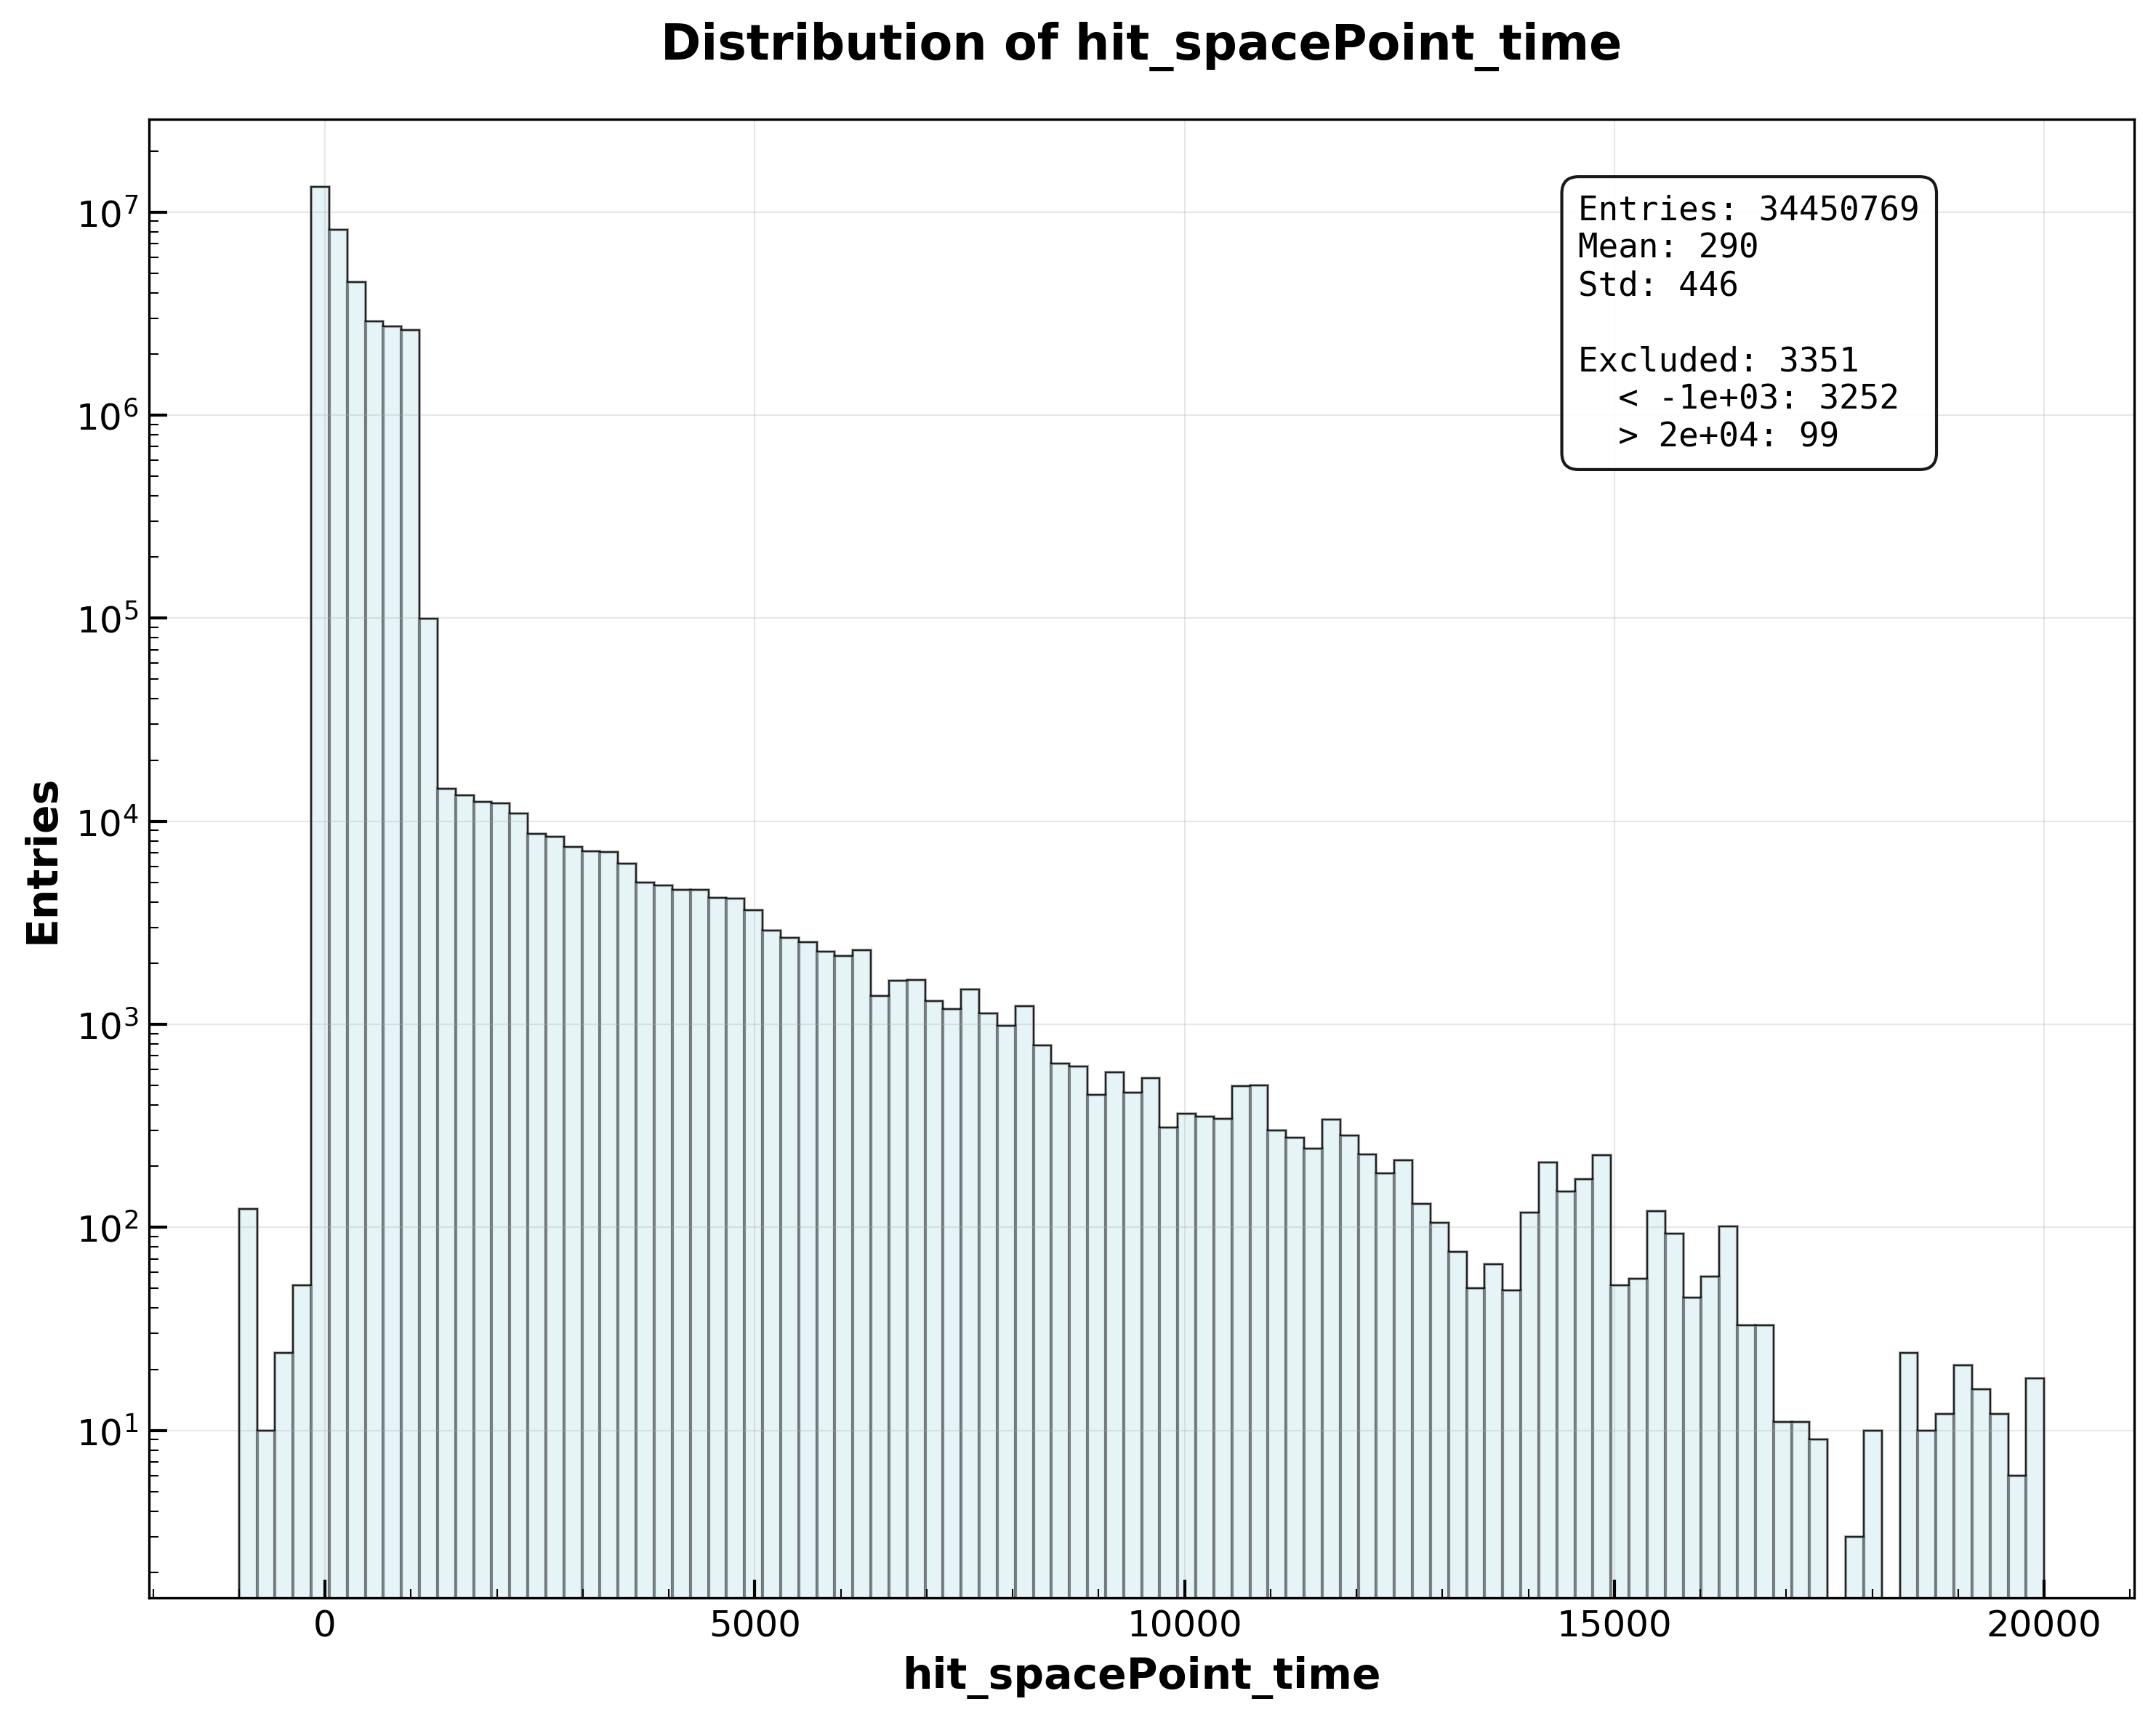 Distribution of hit_spacePoint_time
Entries: 34450769
Mean: 290
Std: 446
Excluded: 3351
< -1e+03: 3252
> 2e+04: 99
Entries
10⁷
10⁶
10⁵
10⁴
10³
10²
10¹
0 5000 10000 15000 20000
hit_spacePoint_time